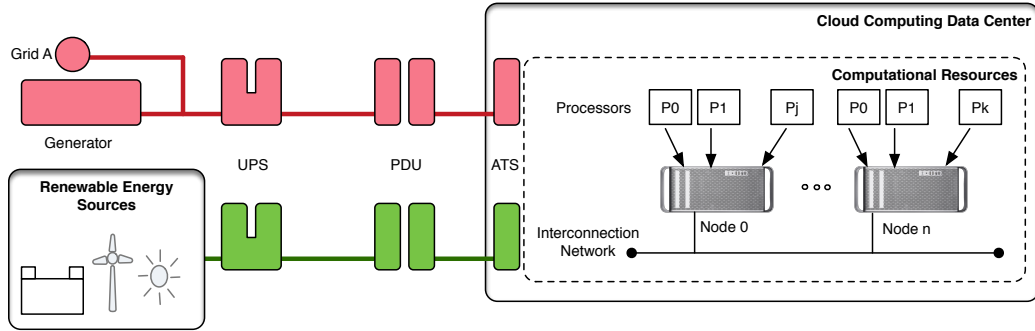 Cloud Computing Data Center
Grid A
Computational Resources
Processors
P0
P1
Pj
P0
P1
Pk
Generator
UPS
PDU
ATS
Renewable Energy
Sources
Node 0
Node n
Interconnection
Network